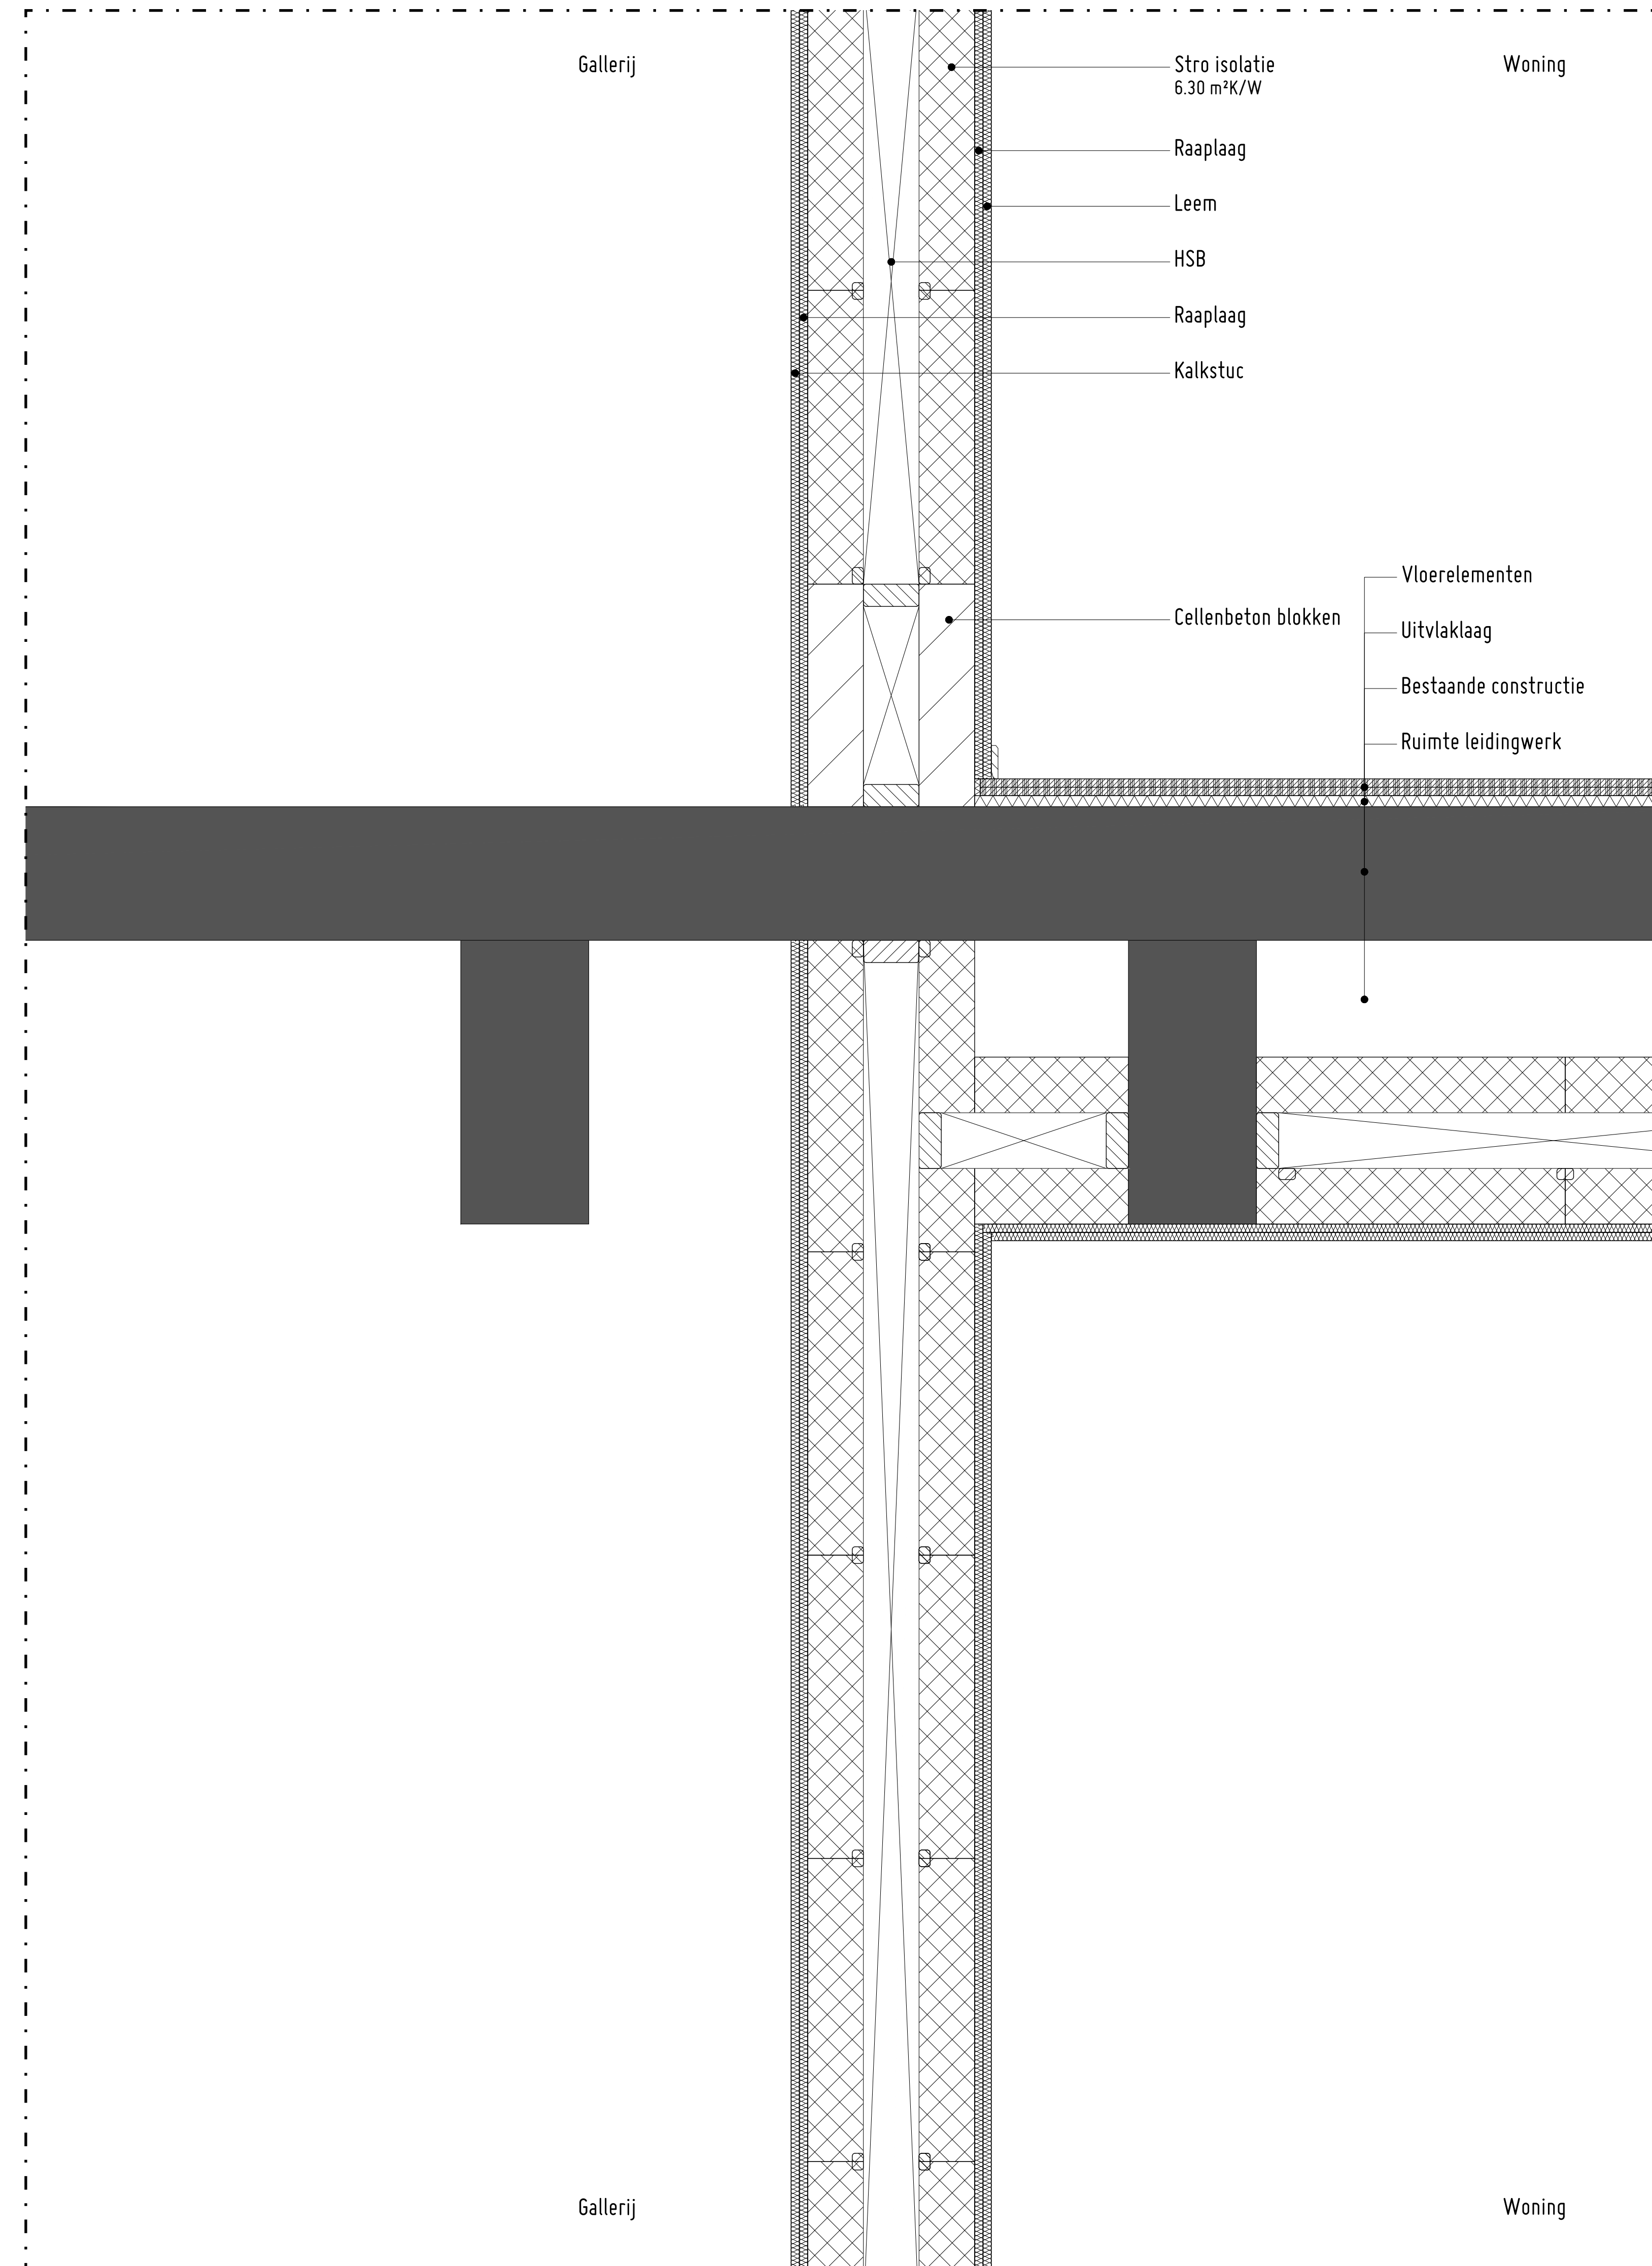 Gallerij
Stro isolatie
6.30 m²K/W
Woning
Raaplaag
Leem
HSB
Raaplaag
Kalkstuc
Vloerelementen
Cellenbeton blokken
Uitvlaklaag
Bestaande constructie
Ruimte leidingwerk
Gallerij
Woning